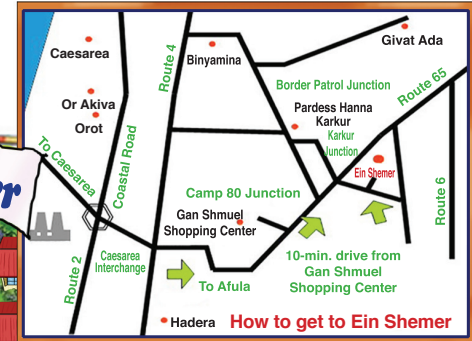 Givat Ada
Caesarea
Route 4
Binyamina
Border Patrol Junction
Route 65
Or Akiva
Orot
Pardess Hanna
Karkur
Karkur
Junction
To Caesarea
Coastal Road
Ein Shemer
Camp 80 Junction
Route 6
Gan Shmuel
Shopping Center
Route 2
Caesarea
Interchange
To Afula
10-min. drive from
Gan Shmuel
Shopping Center
Hadera
How to get to Ein Shemer